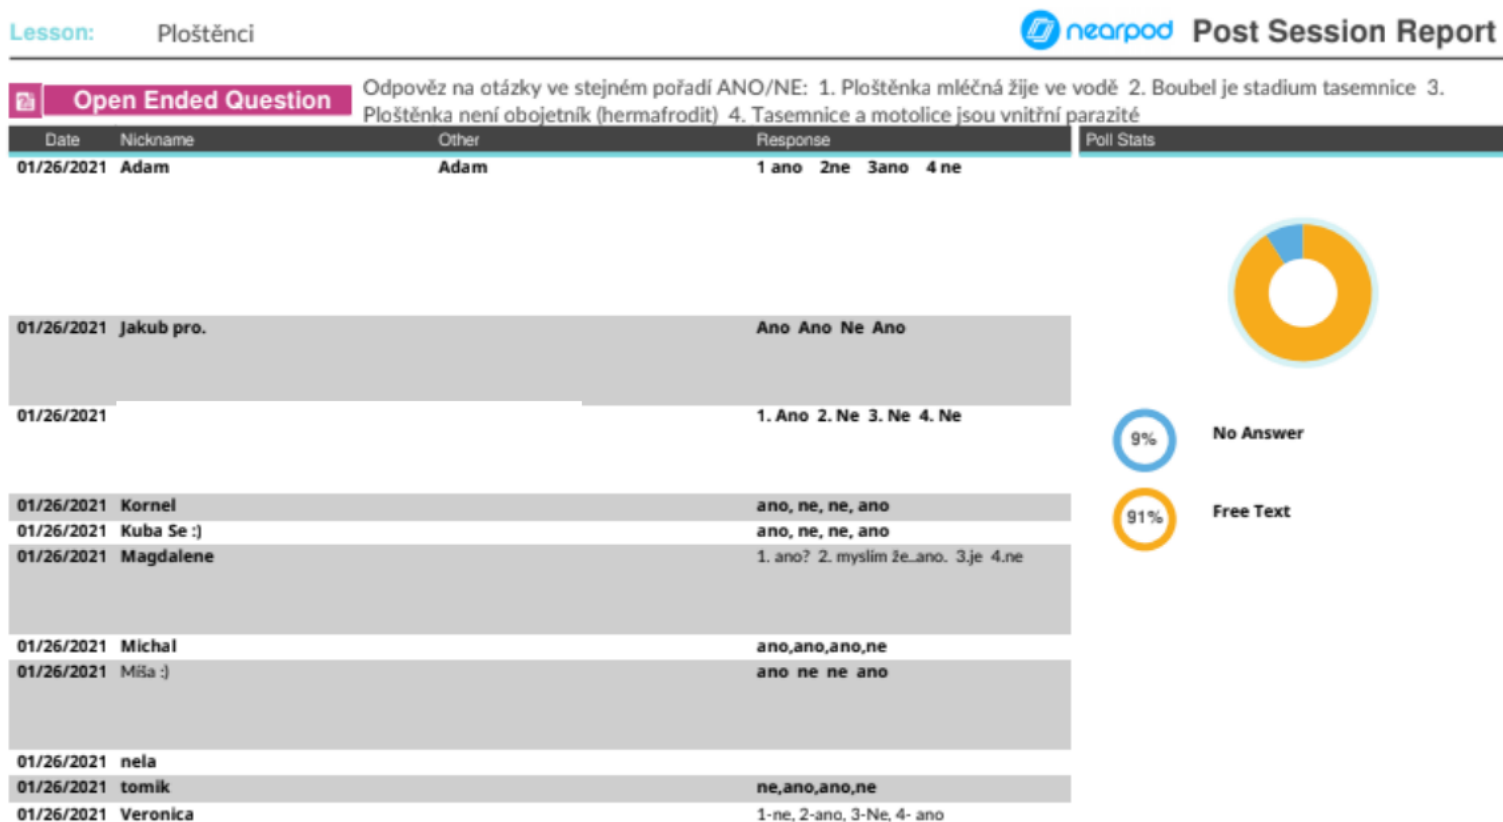 Lesson: Ploštěnci nearpod Post Session Report
Open Ended Question Odpověz na otázky ve stejném pořadí ANO/NE: 1. Ploštěnka mléčná žije ve vodě 2. Boubel je stadium tasemnice 3.
Ploštěnka není obojetník (hermafrodit) 4. Tasemnice a motolice jsou vnitřní parazité
Date Nickname Other Response Poll Stats
01/26/2021 Adam Adam 1 ano 2ne 3ano 4 ne
01/26/2021 Jakub pro. Ano Ano Ne Ano
01/26/2021 1. Ano 2. Ne 3. Ne 4. Ne
9% No Answer
01/26/2021 Kornel ano, ne, ne, ano
91% Free Text
01/26/2021 Kuba Se :) ano, ne, ne, ano
01/26/2021 Magdalene 1. ano? 2. myslím že..ano. 3.je 4.ne
01/26/2021 Michal ano,ano,ano,ne
01/26/2021 Míša :) ano ne ne ano
01/26/2021 nela
01/26/2021 tomik ne,ano,ano,ne
01/26/2021 Veronica 1-ne, 2-ano, 3-Ne, 4- ano